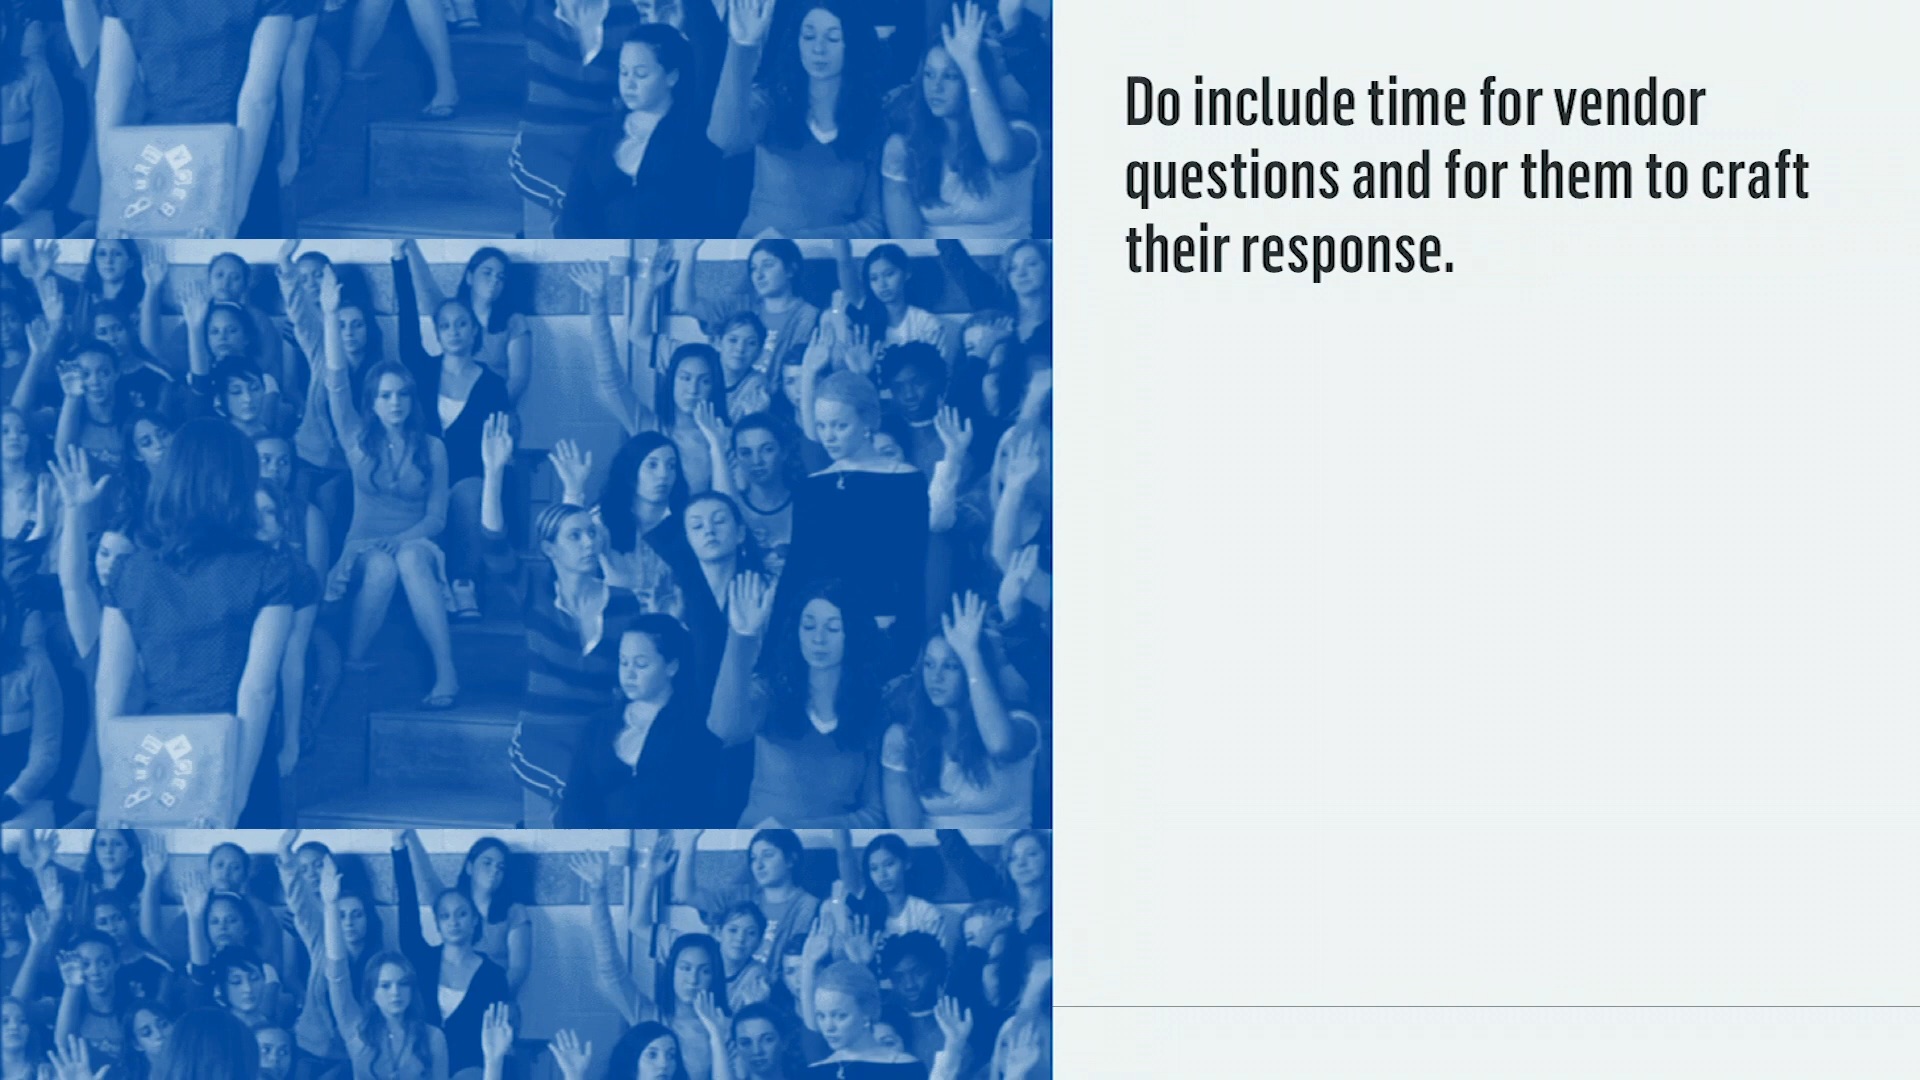 Do include time for vendor
questions and for them to craft
their response.